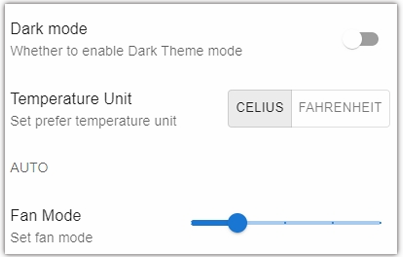 Dark mode
Whether to enable Dark Theme mode
Temperature Unit
CELIUS FAHRENHEIT
Set prefer temperature unit
AUTO
Fan Mode
Set fan mode